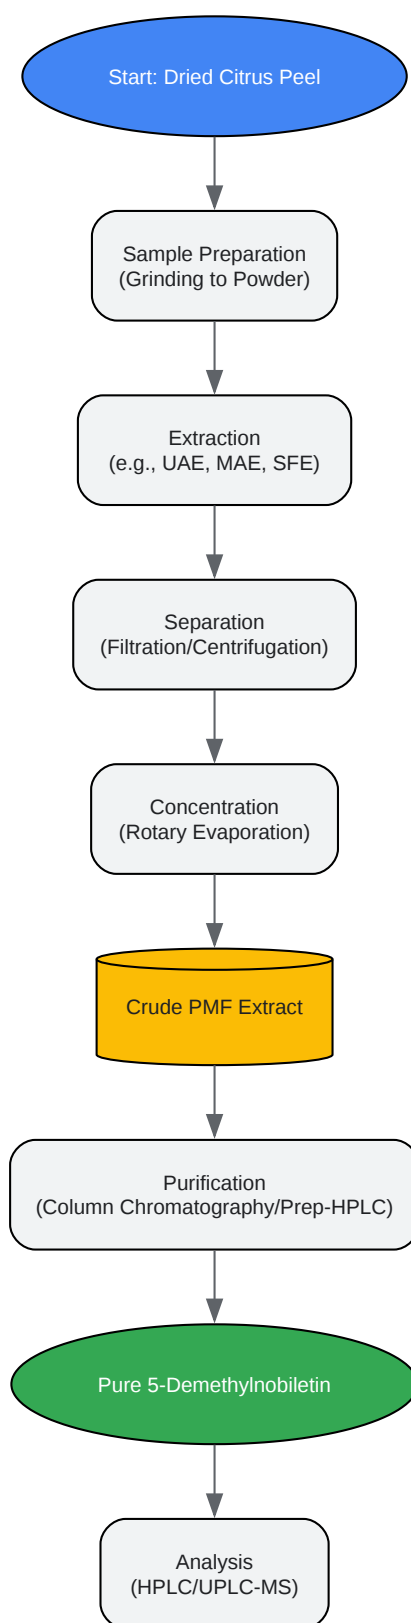 Start: Dried Citrus Peel
Sample Preparation
(Grinding to Powder)
Extraction
(e.g., UAE, MAE, SFE)
Separation
(Filtration/Centrifugation)
Concentration
(Rotary Evaporation)
Crude PMF Extract
Purification
(Column Chromatography/Prep-HPLC)
Pure 5-Demethylnobiletin
Analysis
(HPLC/UPLC-MS)